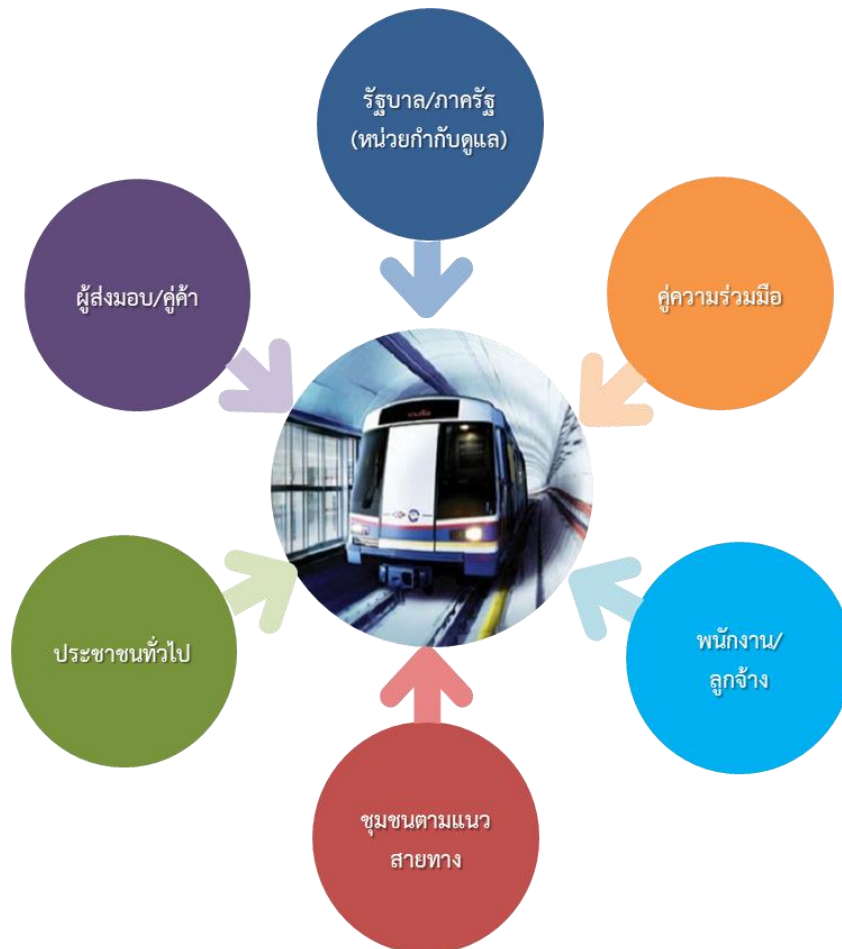 รัฐบาล/ภาครัฐ
(หน่วยกำกับดูแล)
ผู้ส่งมอบ/คู่ค้า
คู่ความร่วมมือ
ประชาชนทั่วไป
พนักงาน/
ลูกจ้าง
ชุมชนตามแนว
สายทาง